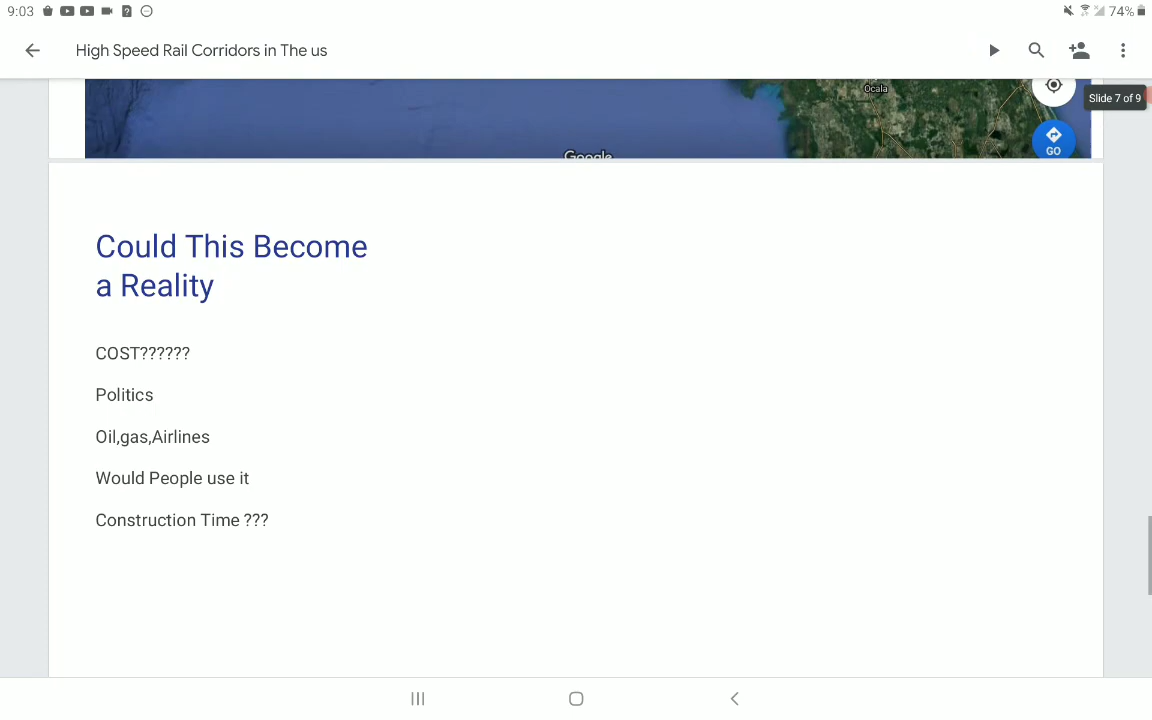 9:03
74%
High Speed Rail Corridors in The us
Ocala
Slide 7 of 9
GO
Google
Could This Become
a Reality
COST??????
Politics
Oil,gas,Airlines
Would People use it
Construction Time ???